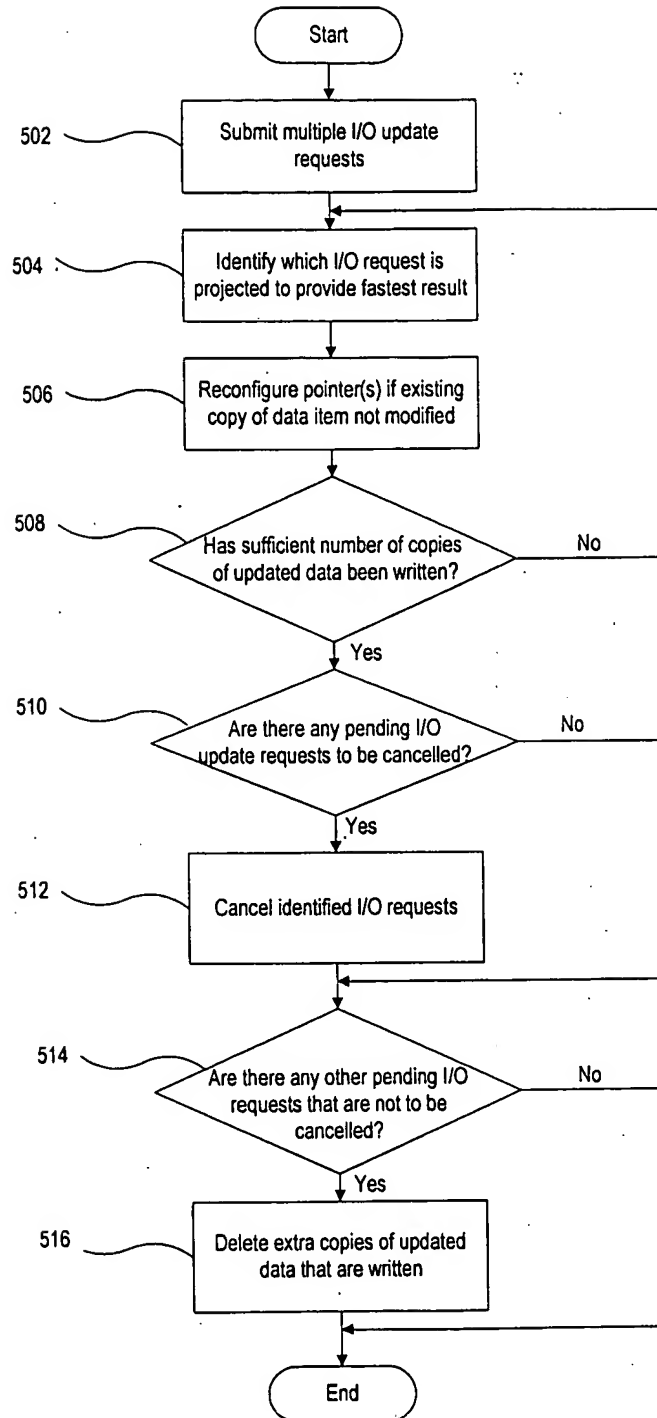 Start
502
Submit multiple I/O update
requests
504
Identify which I/O request is
projected to provide fastest result
506
Reconfigure pointer(s) if existing
copy of data item not modified
508
Has sufficient number of copies
of updated data been written?
No
Yes
510
Are there any pending I/O
update requests to be cancelled?
No
Yes
512
Cancel identified I/O requests
514
Are there any other pending I/O
requests that are not to be
cancelled?
No
Yes
516
Delete extra copies of updated
data that are written
End